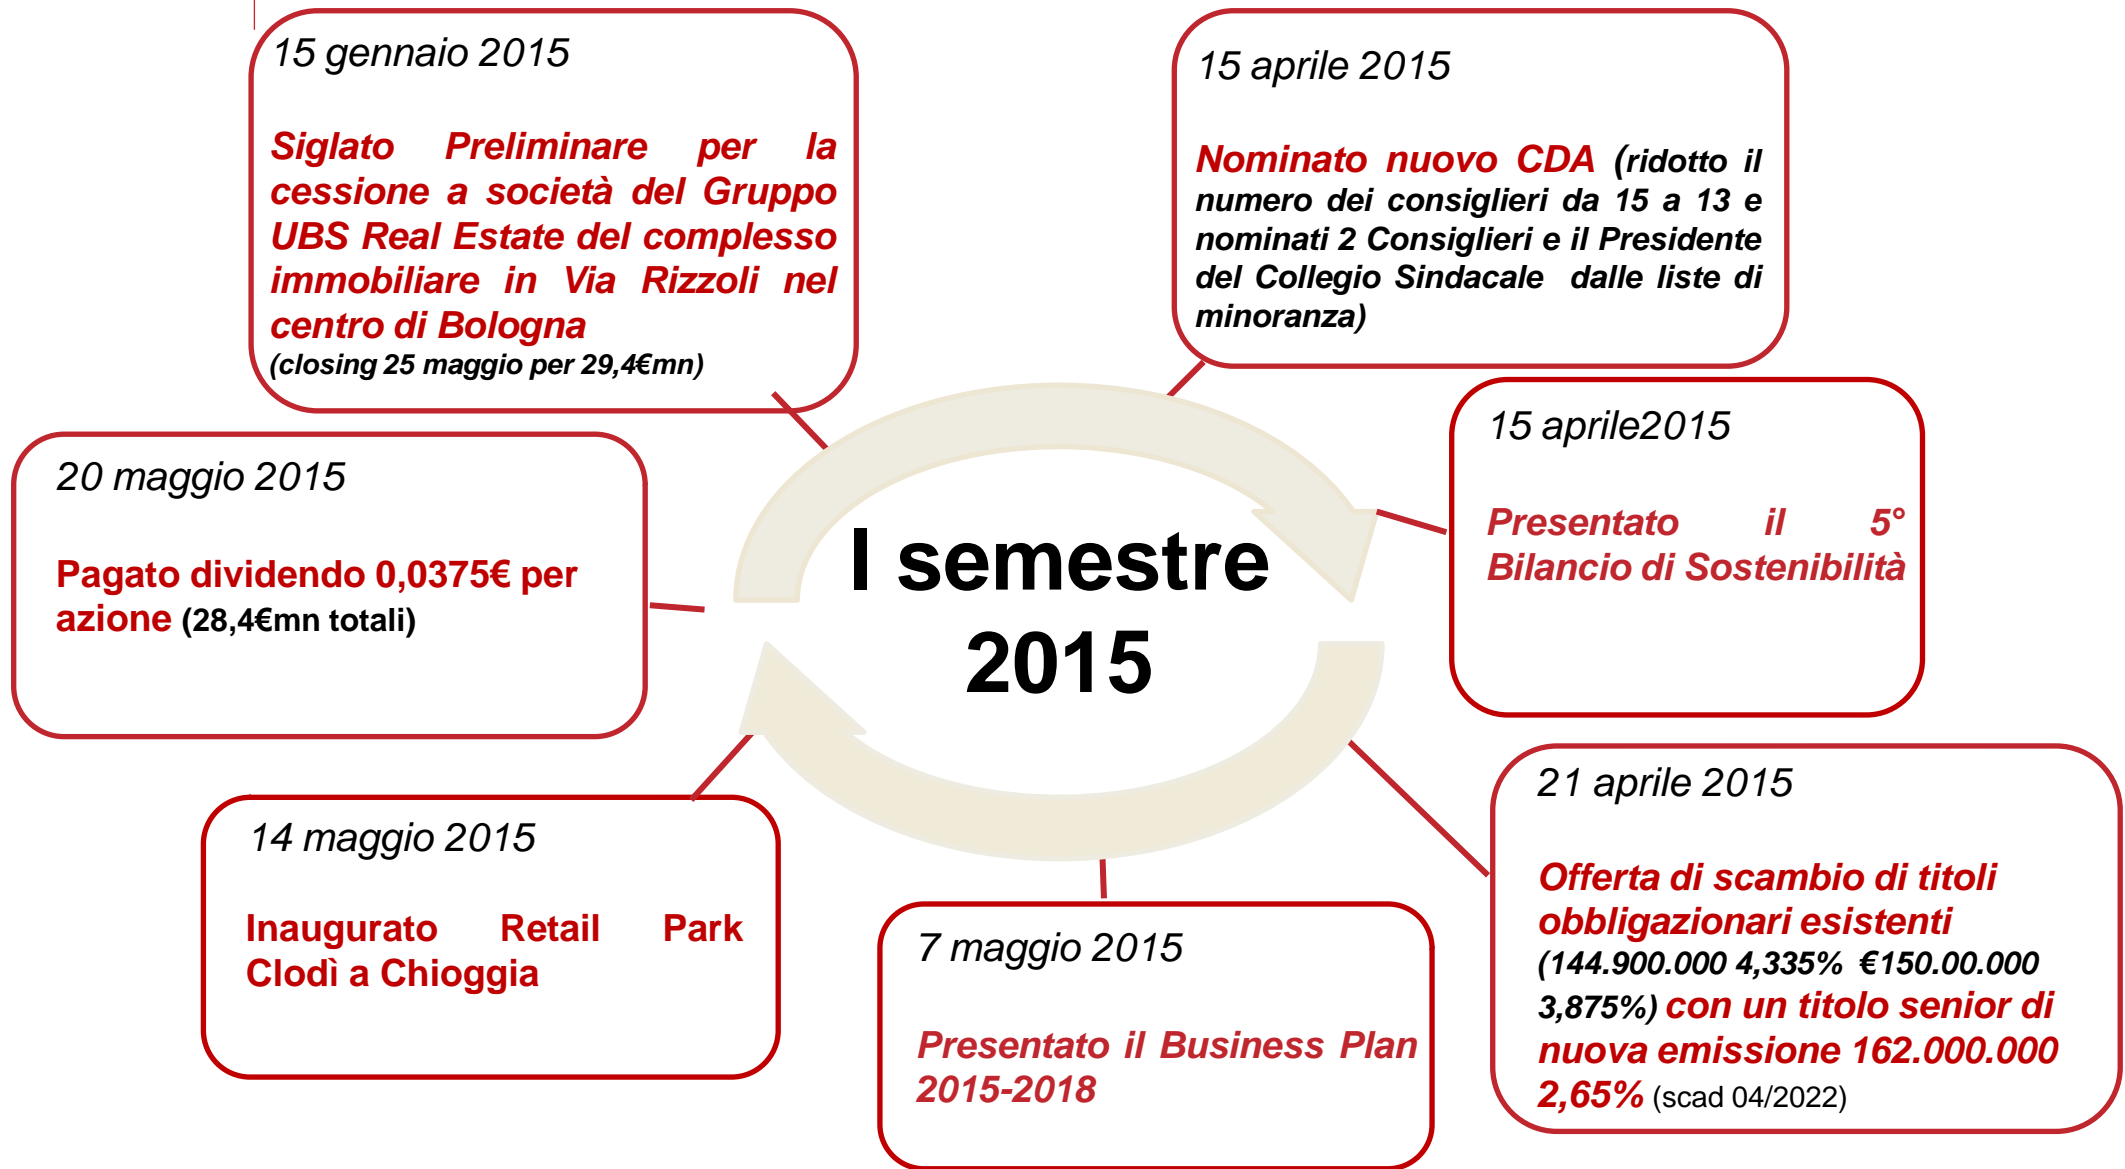 15 gennaio 2015
Siglato Preliminare per la
cessione a società del Gruppo
UBS Real Estate del complesso
immobiliare in Via Rizzoli nel
centro di Bologna
(closing 25 maggio per 29,4€mn)
15 aprile 2015
Nominato nuovo CDA (ridotto il
numero dei consiglieri da 15 a 13 e
nominati 2 Consiglieri e il Presidente
del Collegio Sindacale dalle liste di
minoranza)
15 aprile2015
Presentato il 5°
Bilancio di Sostenibilità
21 aprile 2015
Offerta di scambio di titoli
obbligazionari esistenti
(144.900.000 4,335% €150.00.000
3,875%) con un titolo senior di
nuova emissione 162.000.000
2,65% (scad 04/2022)
7 maggio 2015
Presentato il Business Plan
2015-2018
14 maggio 2015
Inaugurato Retail Park
Clodì a Chioggia
20 maggio 2015
Pagato dividendo 0,0375€ per
azione (28,4€mn totali)
I semestre
2015